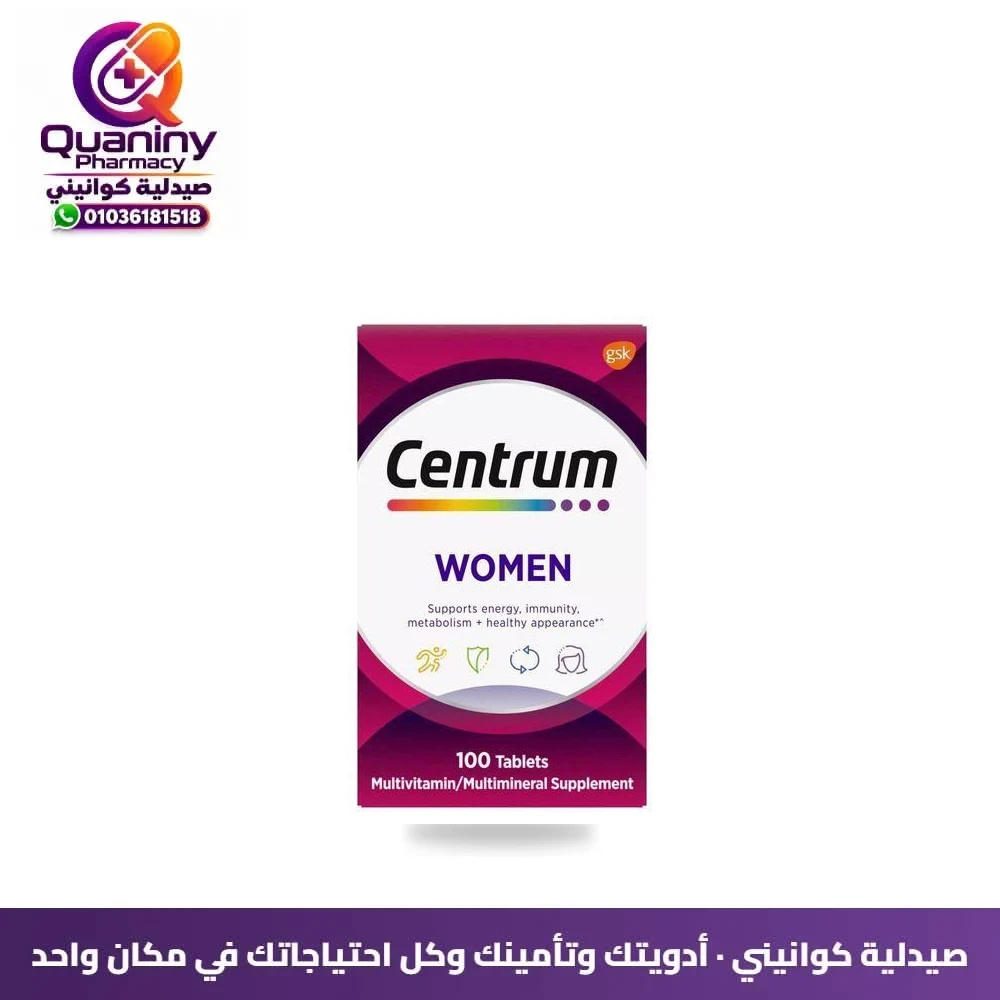 Quaniny
Pharmacy
صيدلية كوانيني
01036181518
gsk
Centrum
WOMEN
Supports energy, immunity,
metabolism + healthy appearance*^
100 Tablets
Multivitamin/Multimineral Supplement
صيدلية كوانيني · أدويتك وتأمينك وكل احتياجاتك في مكان واحد